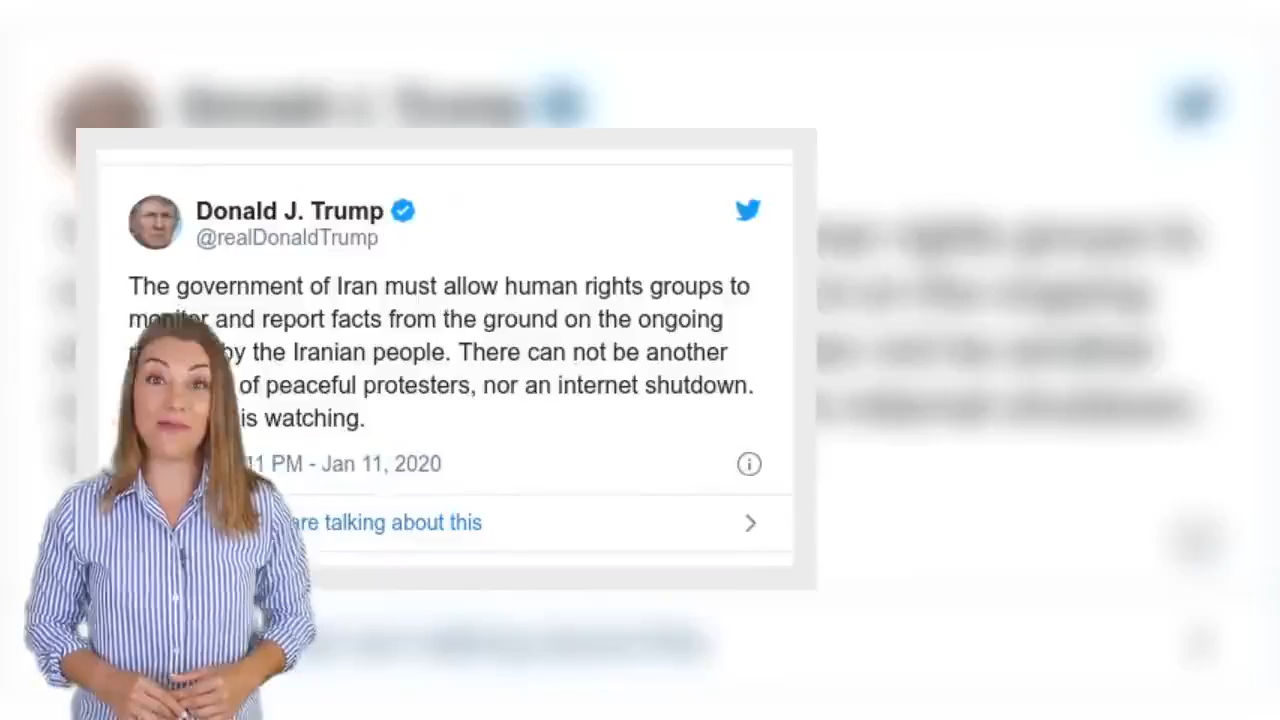 Donald J. Trump
@realDonaldTrump
The government of Iran must allow human rights groups to
monitor and report facts from the ground on the ongoing
by the Iranian people. There can not be another
of peaceful protesters, nor an internet shutdown.
is watching.
PM - Jan 11, 2020
are talking about this